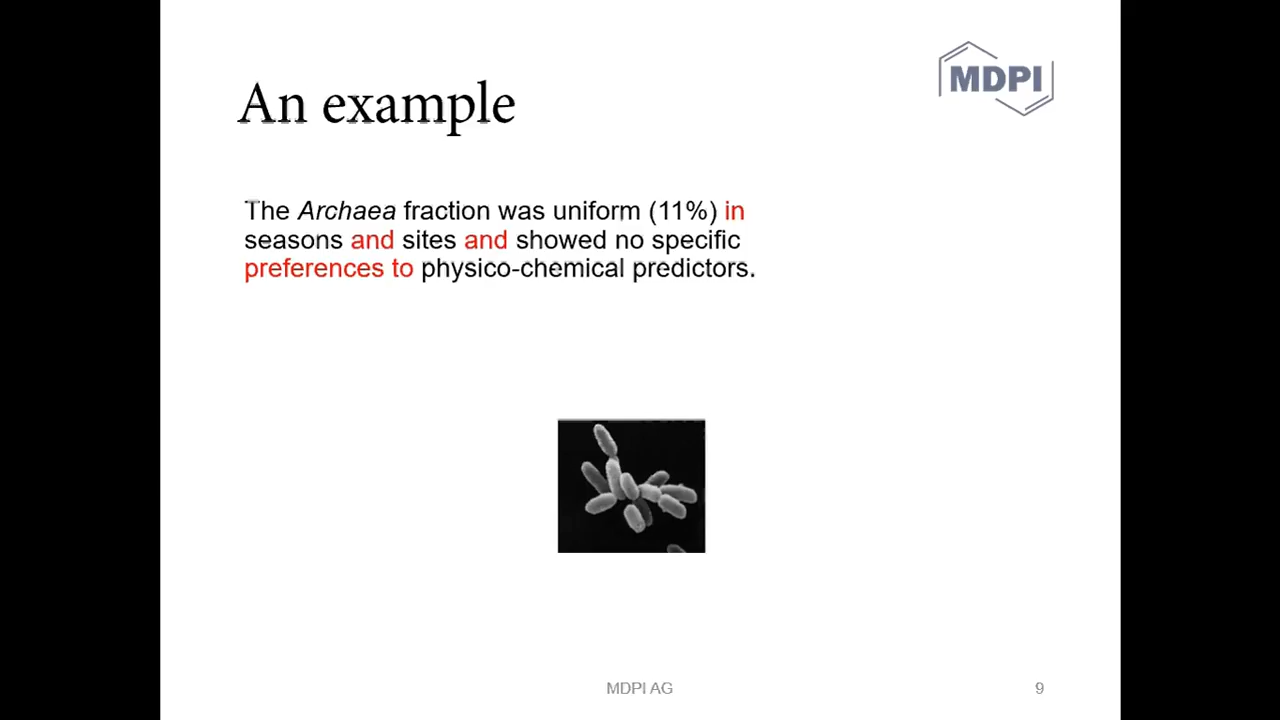 MDPI
An example
The Archaea fraction was uniform (11%) in
seasons and sites and showed no specific
preferences to physico-chemical predictors.
MDPI AG
9